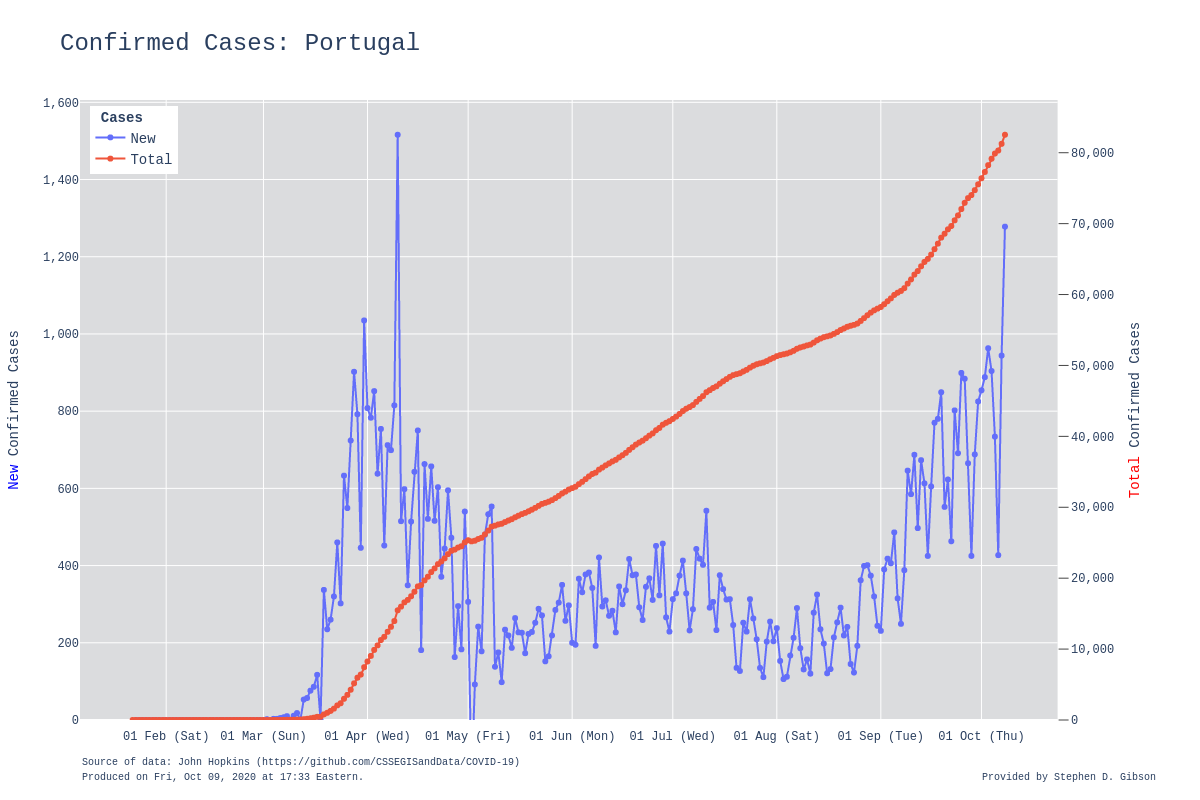 Confirmed Cases: Portugal
Cases
New
Total
1,600
1,400
1,200
1,000
800
600
400
200
0
80,000
70,000
60,000
50,000
40,000
30,000
20,000
10,000
0
New Confirmed Cases
Total Confirmed Cases
01 Feb (Sat) 01 Mar (Sun) 01 Apr (Wed) 01 May (Fri) 01 Jun (Mon) 01 Jul (Wed) 01 Aug (Sat) 01 Sep (Tue) 01 Oct (Thu)
Source of data: John Hopkins (https://github.com/CSSEGISandData/COVID-19)
Produced on Fri, Oct 09, 2020 at 17:33 Eastern.
Provided by Stephen D. Gibson